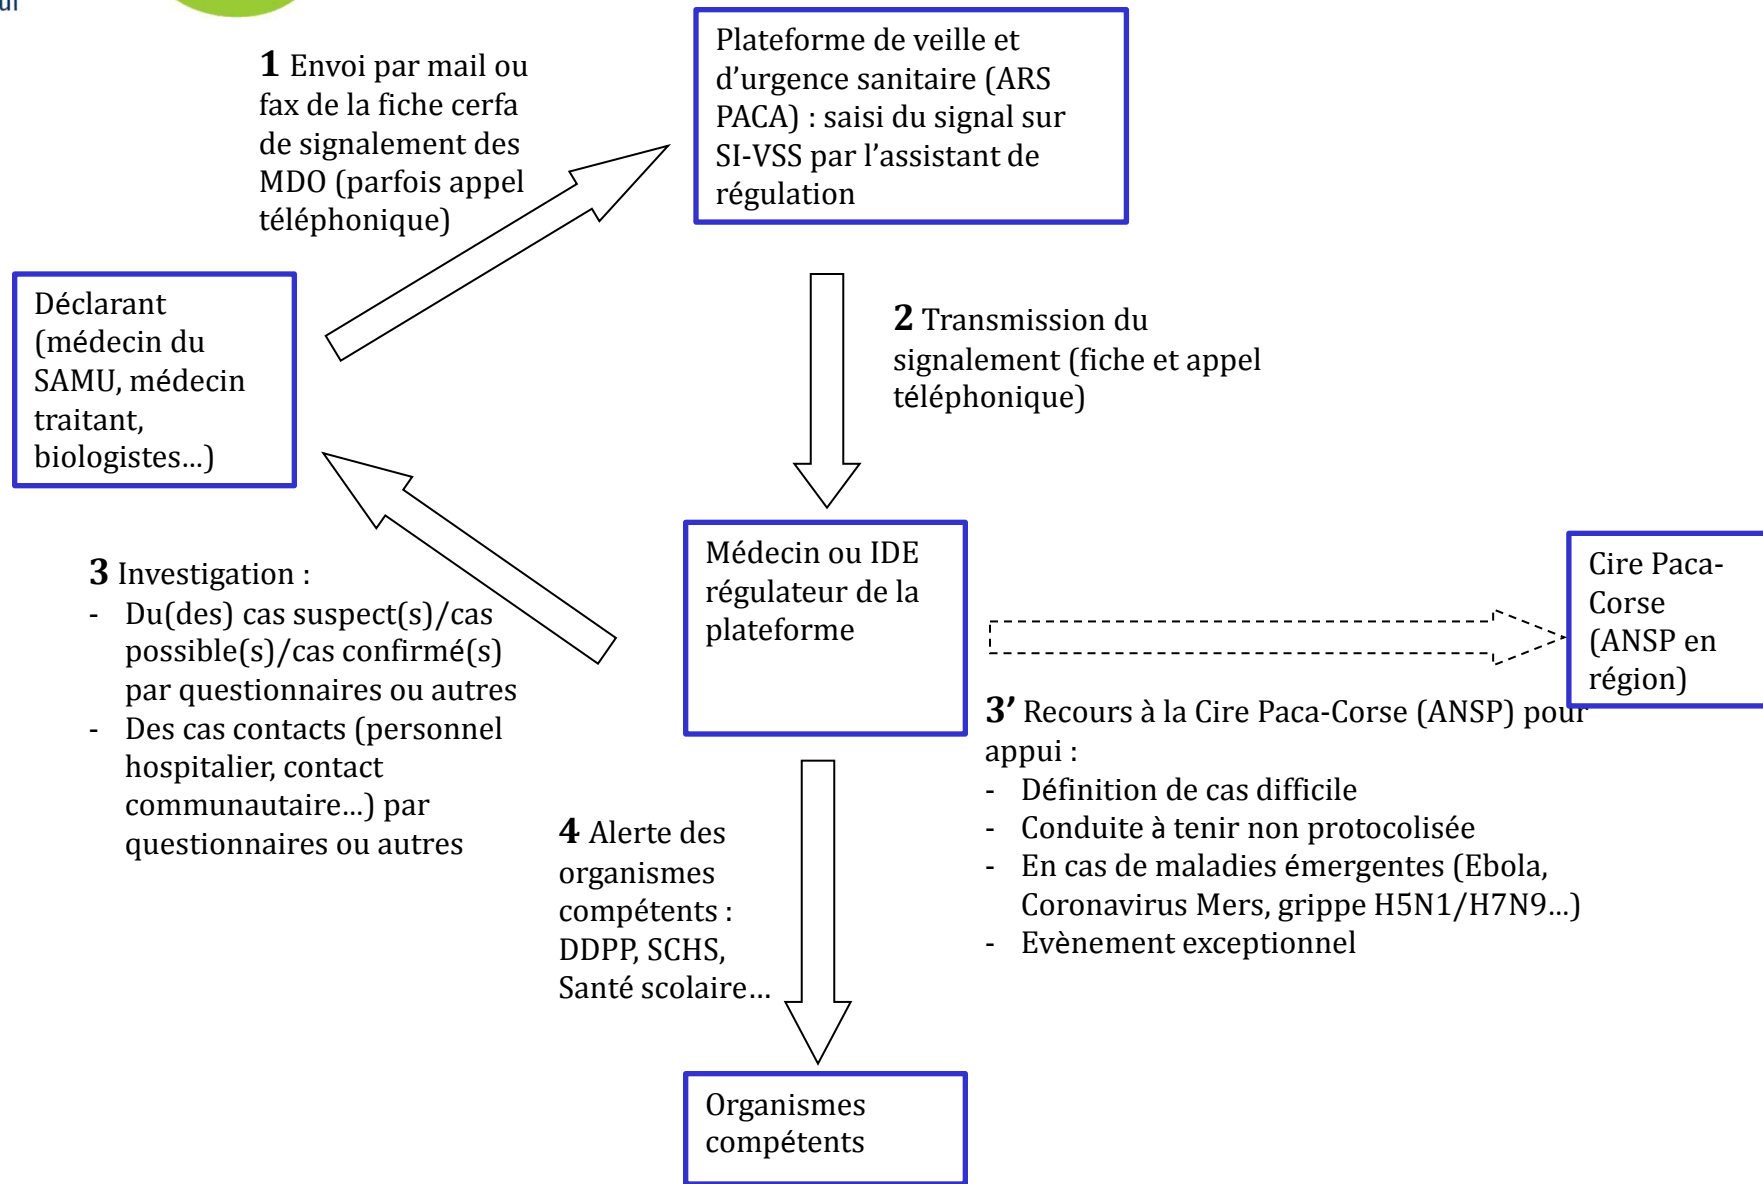 1 Envoi par mail ou
fax de la fiche cerfa
de signalement des
MDO (parfois appel
téléphonique)
Plateforme de veille et
d’urgence sanitaire (ARS
PACA) : saisi du signal sur
SI-VSS par l’assistant de
régulation
Déclarant
(médecin du
SAMU, médecin
traitant,
biologistes…)
2 Transmission du
signalement (fiche et appel
téléphonique)
3 Investigation :
- Du(des) cas suspect(s)/cas
possible(s)/cas confirmé(s)
par questionnaires ou autres
- Des cas contacts (personnel
hospitalier, contact
communautaire…) par
questionnaires ou autres
Médecin ou IDE
régulateur de la
plateforme
Cire Paca-
Corse
(ANSP en
région)
3’ Recours à la Cire Paca-Corse (ANSP) pour
appui :
- Définition de cas difficile
- Conduite à tenir non protocolisée
- En cas de maladies émergentes (Ebola,
Coronavirus Mers, grippe H5N1/H7N9…)
- Evènement exceptionnel
4 Alerte des
organismes
compétents :
DDPP, SCHS,
Santé scolaire…
Organismes
compétents